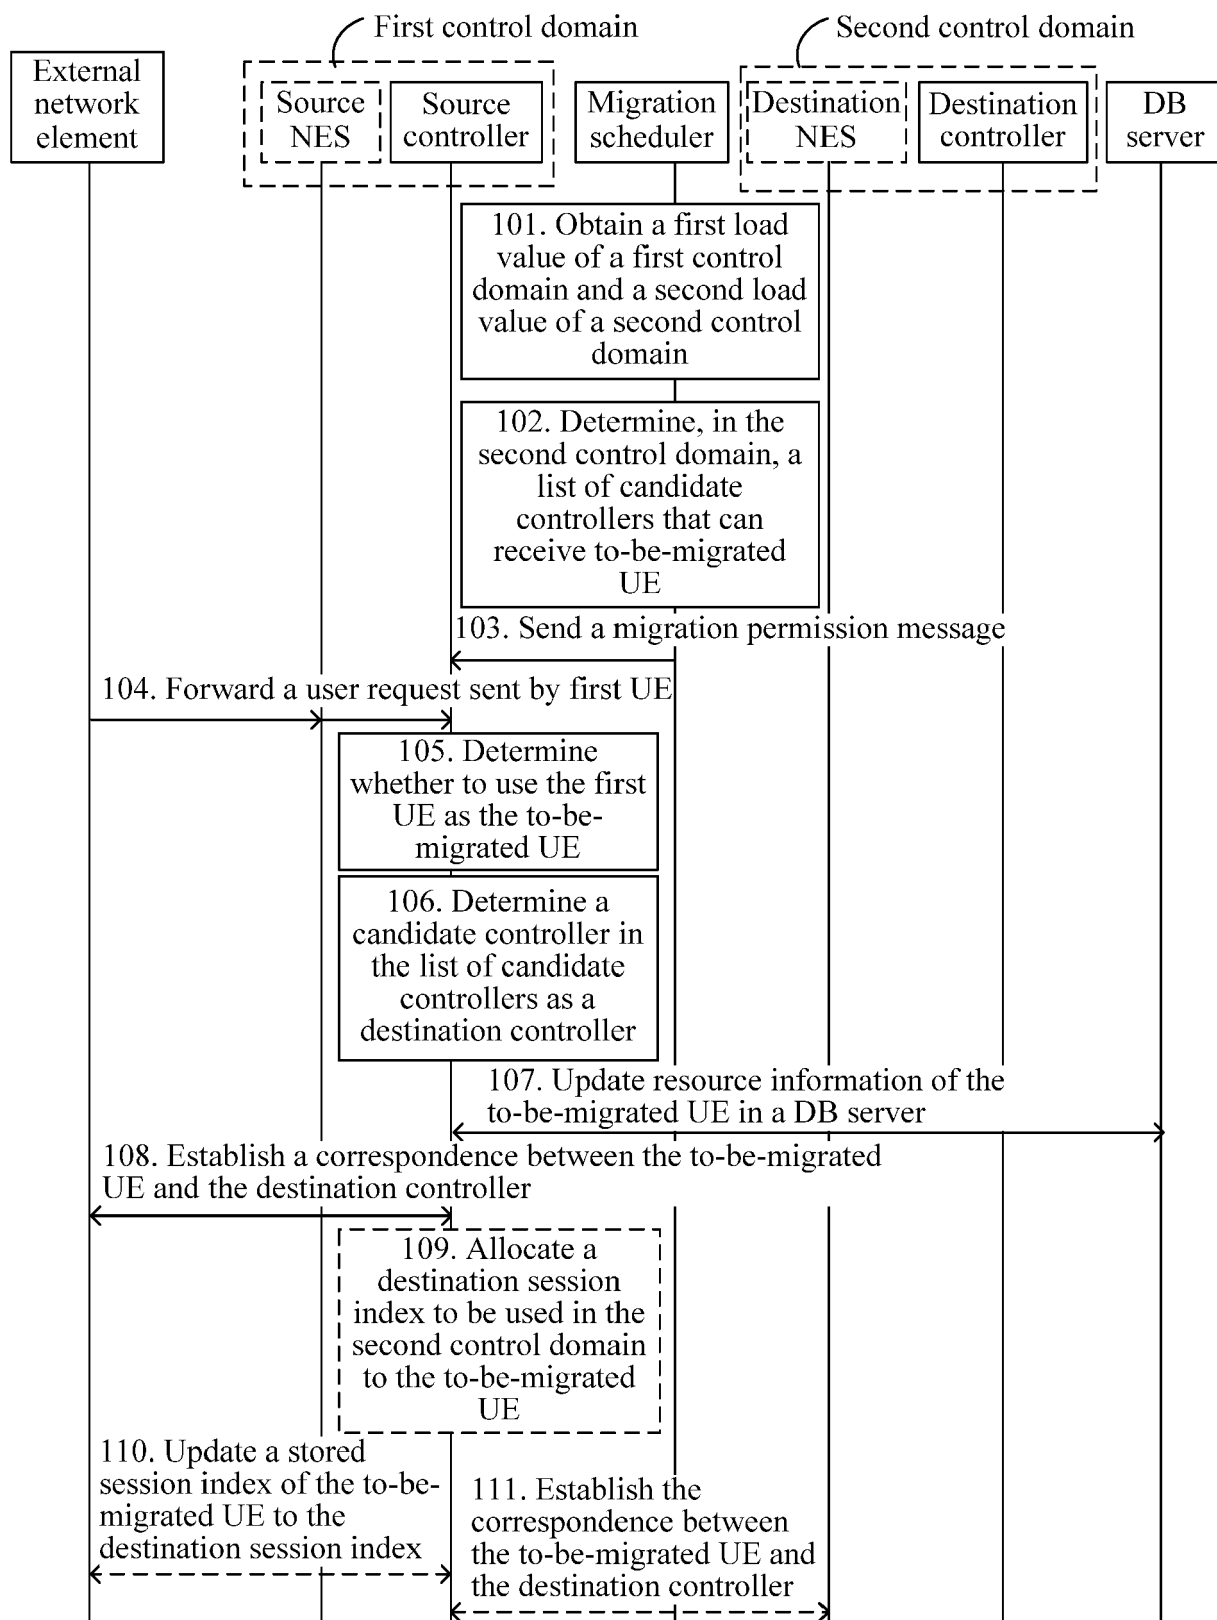 First control domain
Second control domain
External
network
element
Source
NES
Source
controller
Migration
scheduler
Destination
NES
Destination
controller
DB
server
101. Obtain a first load
value of a first control
domain and a second load
value of a second control
domain
102. Determine, in the
second control domain, a
list of candidate
controllers that can
receive to-be-migrated
UE
103. Send a migration permission message
104. Forward a user request sent by first UE
105. Determine
whether to use the first
UE as the to-be-
migrated UE
106. Determine a
candidate controller in
the list of candidate
controllers as a
destination controller
107. Update resource information of the
to-be-migrated UE in a DB server
108. Establish a correspondence between the to-be-migrated
UE and the destination controller
109. Allocate a
destination session
index to be used in the
second control domain
to the to-be-migrated
UE
110. Update a stored
session index of the to-be-
migrated UE to the
destination session index
111. Establish the
correspondence between
the to-be-migrated UE and
the destination controller